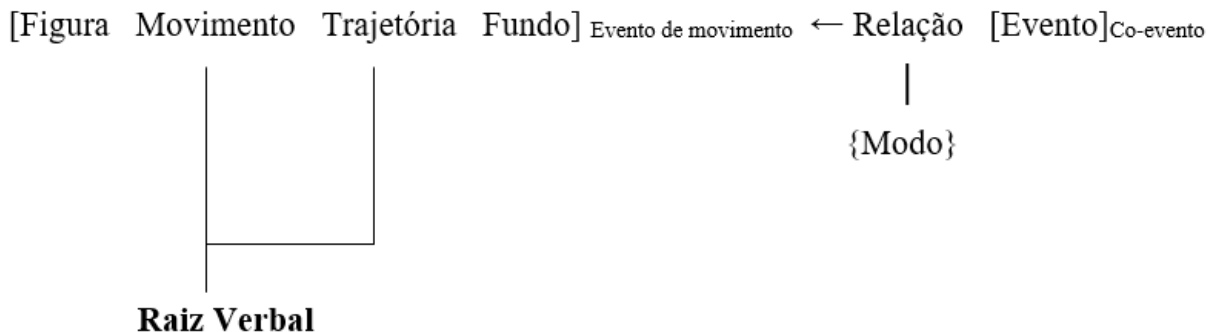 [Figura Movimento Trajetória Fundo] Evento de movimento ← Relação [Evento]Co-evento
{Modo}
Raiz Verbal